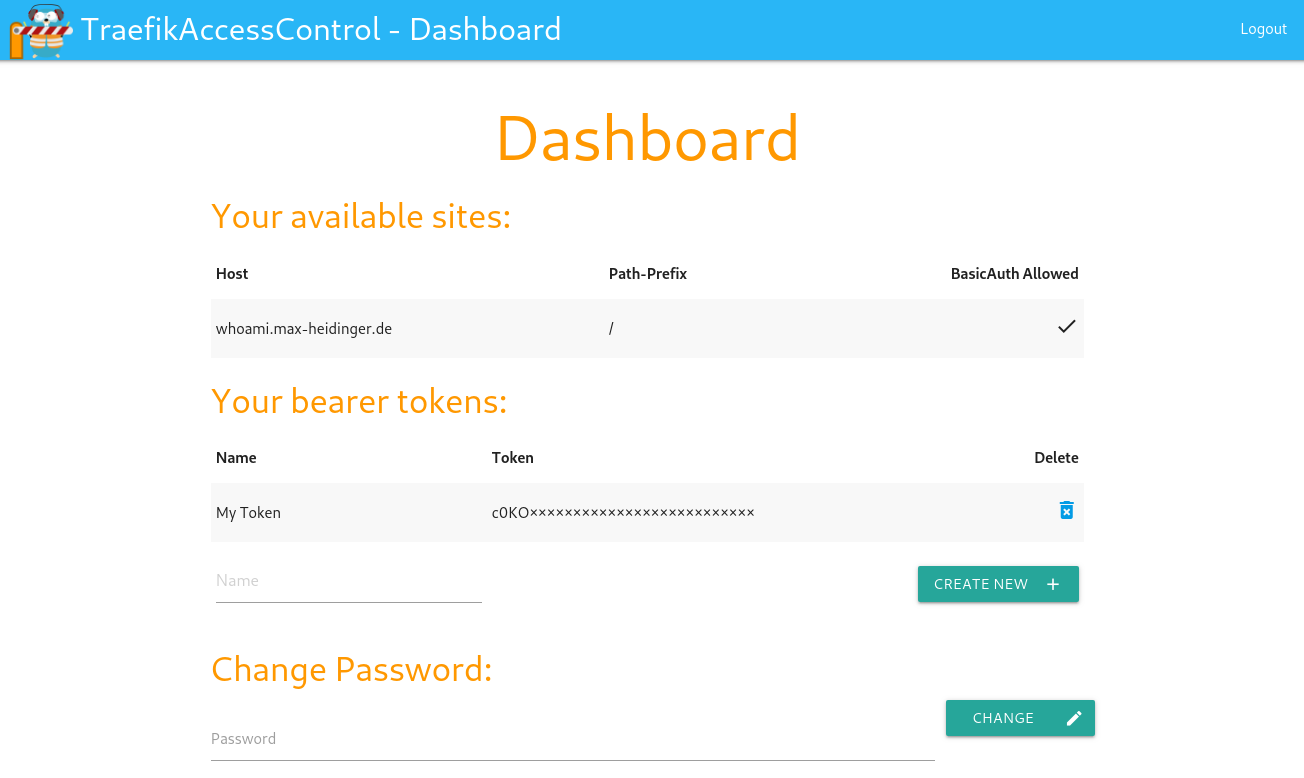 TraefikAccessControl - Dashboard Logout
Dashboard
Your available sites:
Host Path-Prefix BasicAuth Allowed
whoami.max-heidinger.de /
Your bearer tokens:
Name Token Delete
My Token c0KO××××××××××××××××××××××××××
Name CREATE NEW +
Change Password:
CHANGE
Password